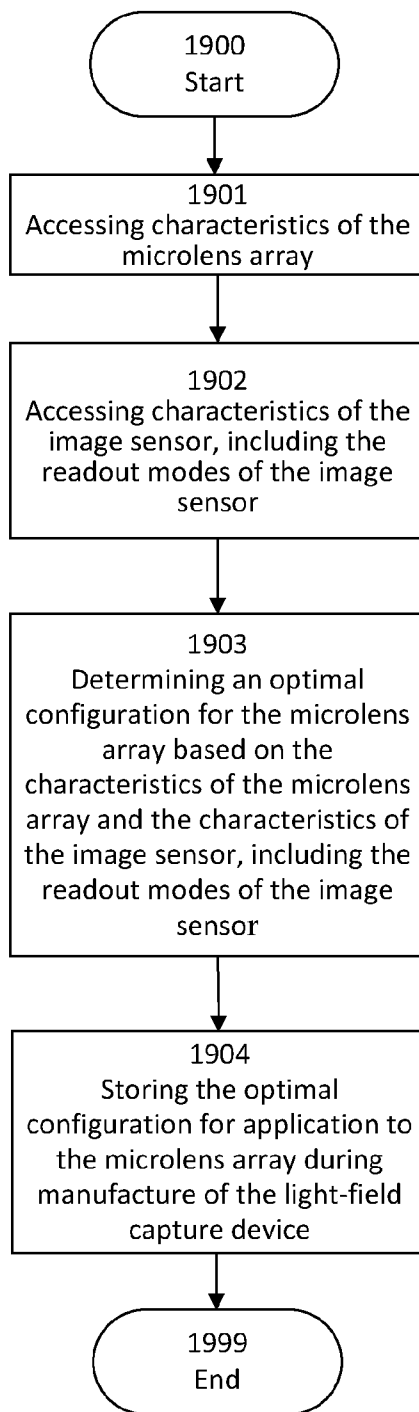 1900
Start
1901
Accessing characteristics of the
microlens array
1902
Accessing characteristics of the
image sensor, including the
readout modes of the image
sensor
1903
Determining an optimal
configuration for the microlens
array based on the
characteristics of the microlens
array and the characteristics of
the image sensor, including the
readout modes of the image
sensor
1904
Storing the optimal
configuration for application to
the microlens array during
manufacture of the light-field
capture device
1999
End